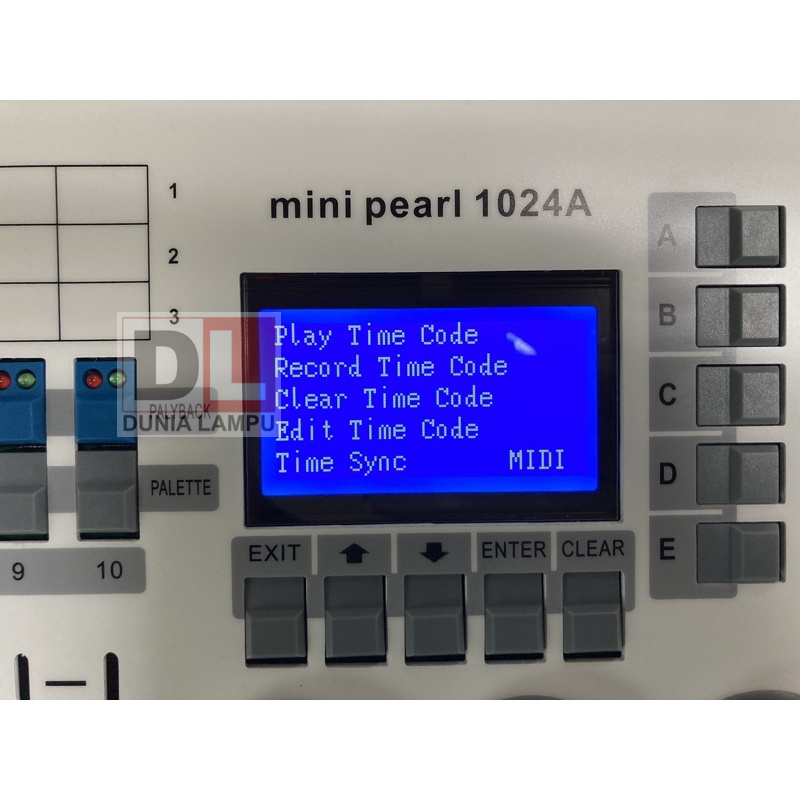 mini pearl 1024A
1
2
3
Play Time Code
Record Time Code
Clear Time Code
Edit Time Code
Time Sync MIDI
A
B
C
D
E
DL
PALYBACK
DUNIA LAMPU
PALETTE
9 10
EXIT ENTER CLEAR